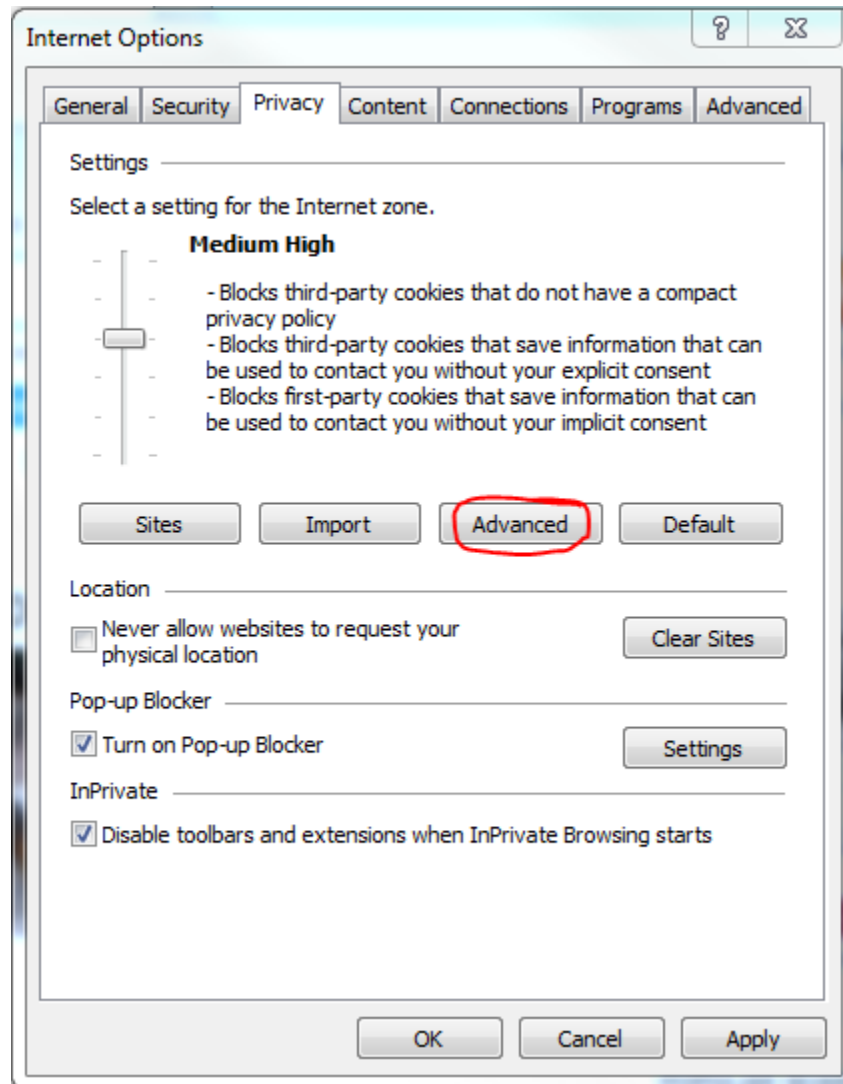 Internet Options
General Security Privacy Content Connections Programs Advanced
Settings
Select a setting for the Internet zone.
Medium High
- Blocks third-party cookies that do not have a compact
privacy policy
- Blocks third-party cookies that save information that can
be used to contact you without your explicit consent
- Blocks first-party cookies that save information that can
be used to contact you without your implicit consent
Sites Import Advanced Default
Location
Never allow websites to request your
physical location
Clear Sites
Pop-up Blocker
Turn on Pop-up Blocker
Settings
InPrivate
Disable toolbars and extensions when InPrivate Browsing starts
OK Cancel Apply